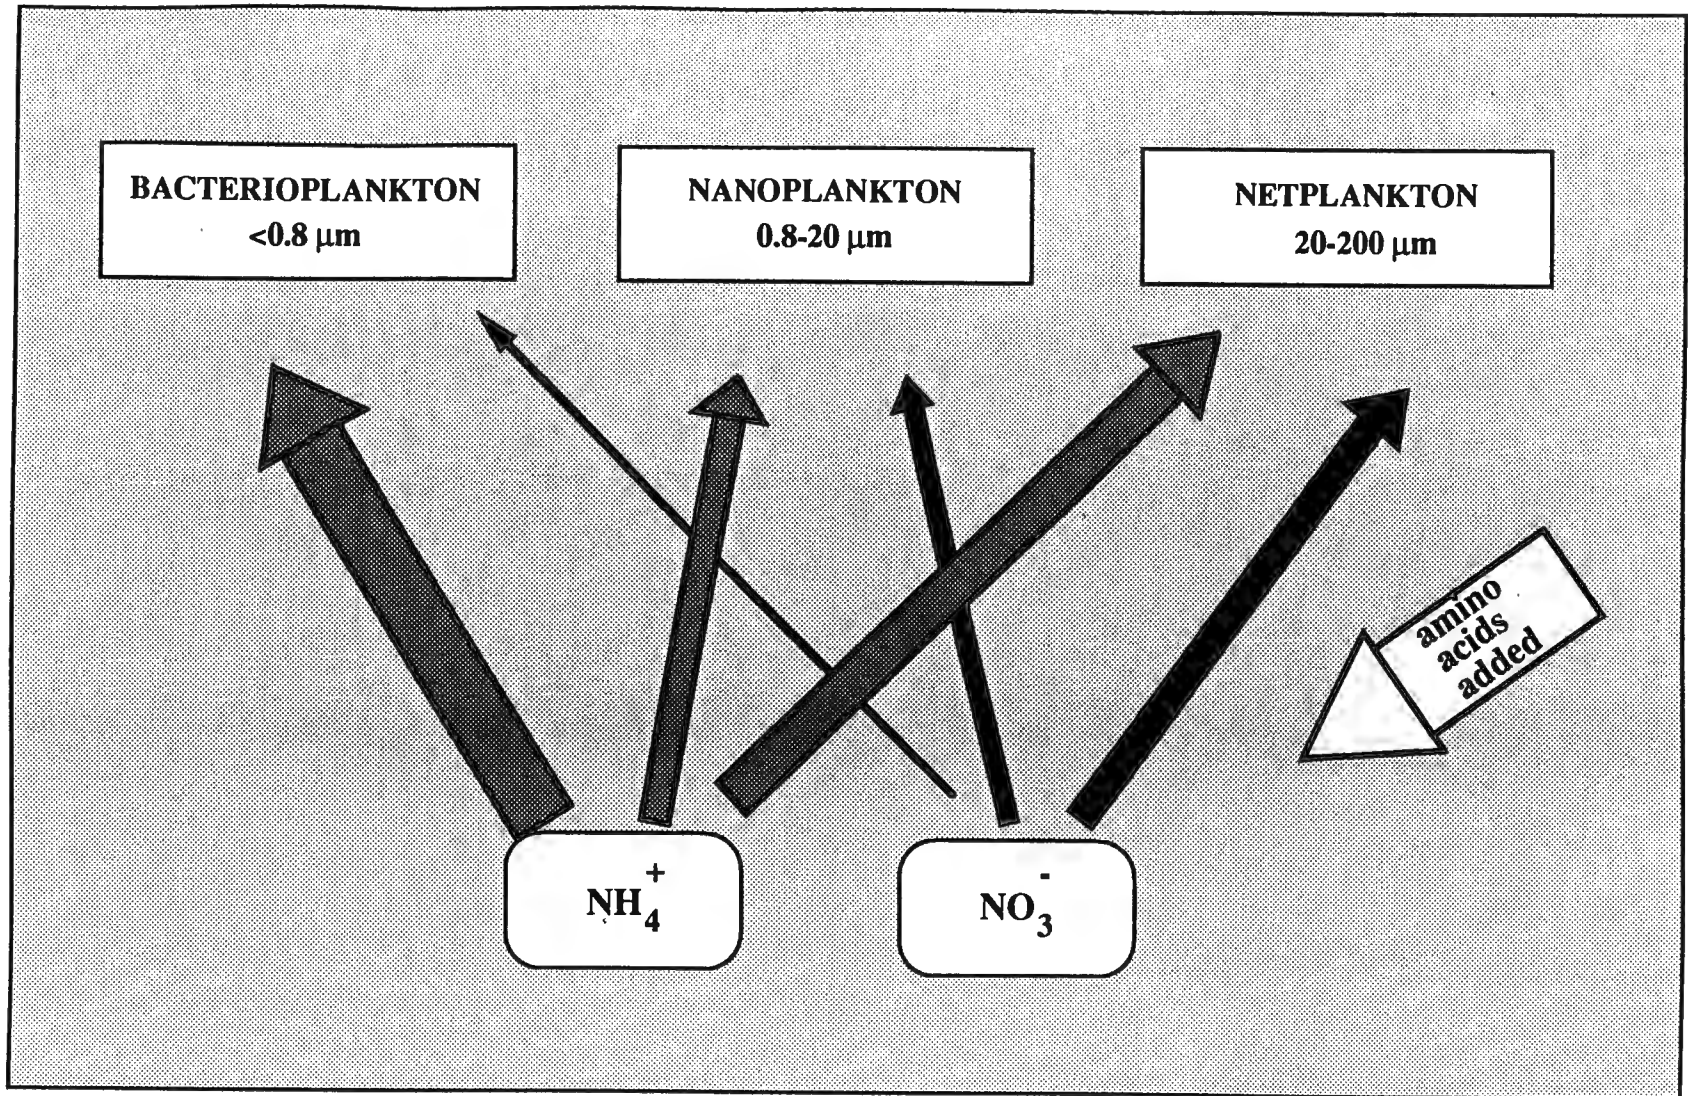 BACTERIOPLANKTON
<0.8 μm
NANOPLANKTON
0.8-20 μm
NETPLANKTON
20-200 μm
amino
acids
added
NH₄⁺
NO₃⁻